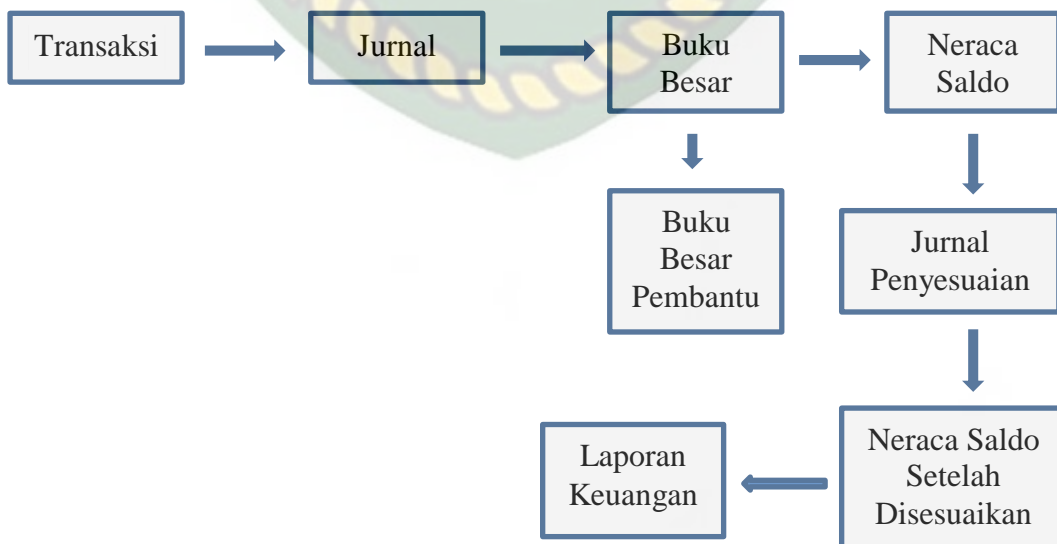 Transaksi
Jurnal
Buku
Besar
Neraca
Saldo
Buku
Besar
Pembantu
Jurnal
Penyesuaian
Laporan
Keuangan
Neraca Saldo
Setelah
Disesuaikan